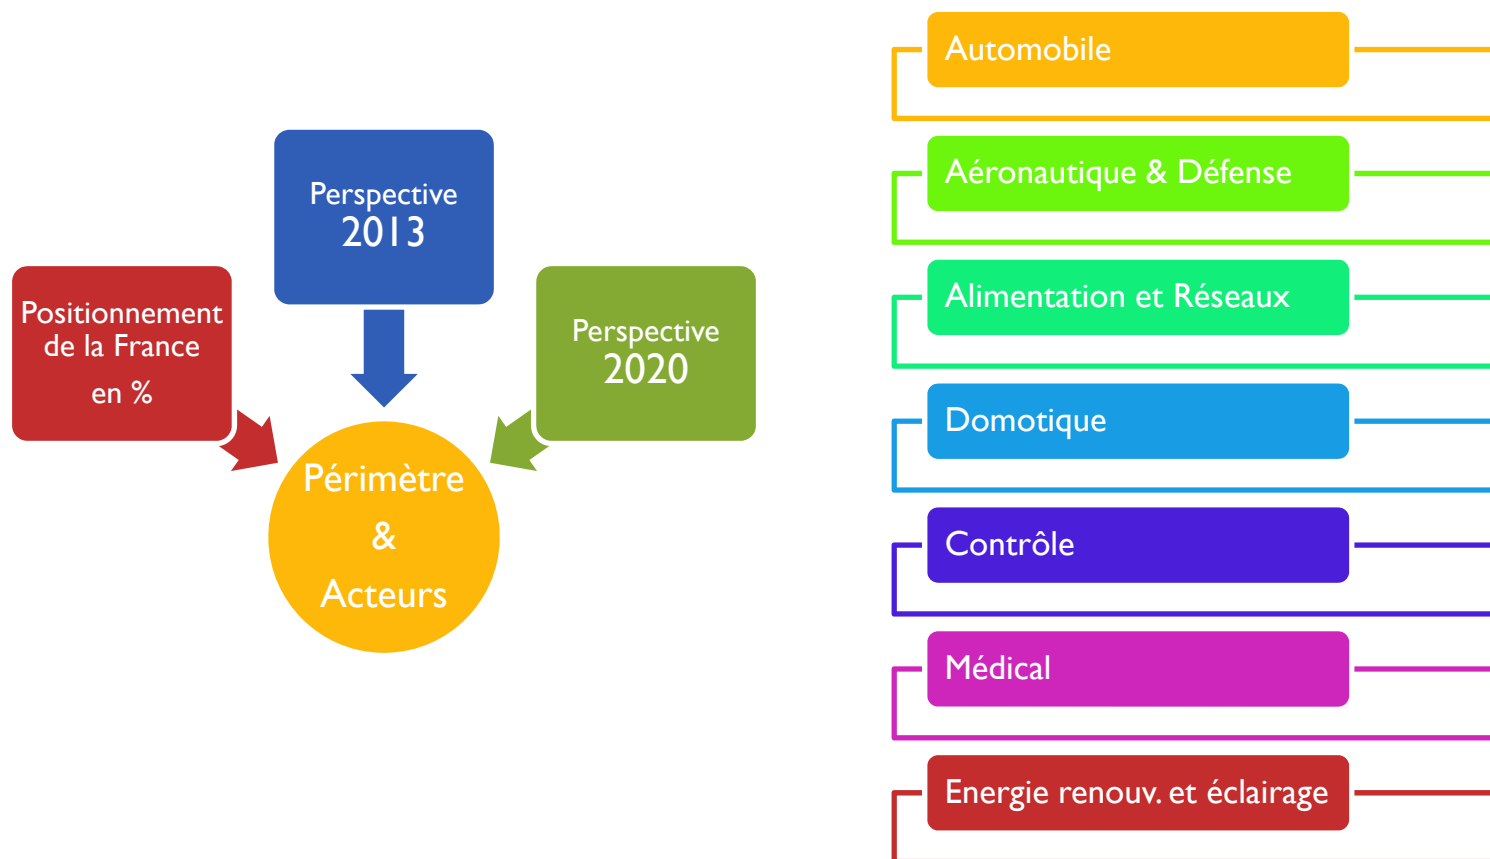 Perspective
2013
Positionnement
de la France
en %
Perspective
2020
Périmètre
&
Acteurs
Automobile
Aéronautique & Défense
Alimentation et Réseaux
Domotique
Contrôle
Médical
Energie renouv. et éclairage